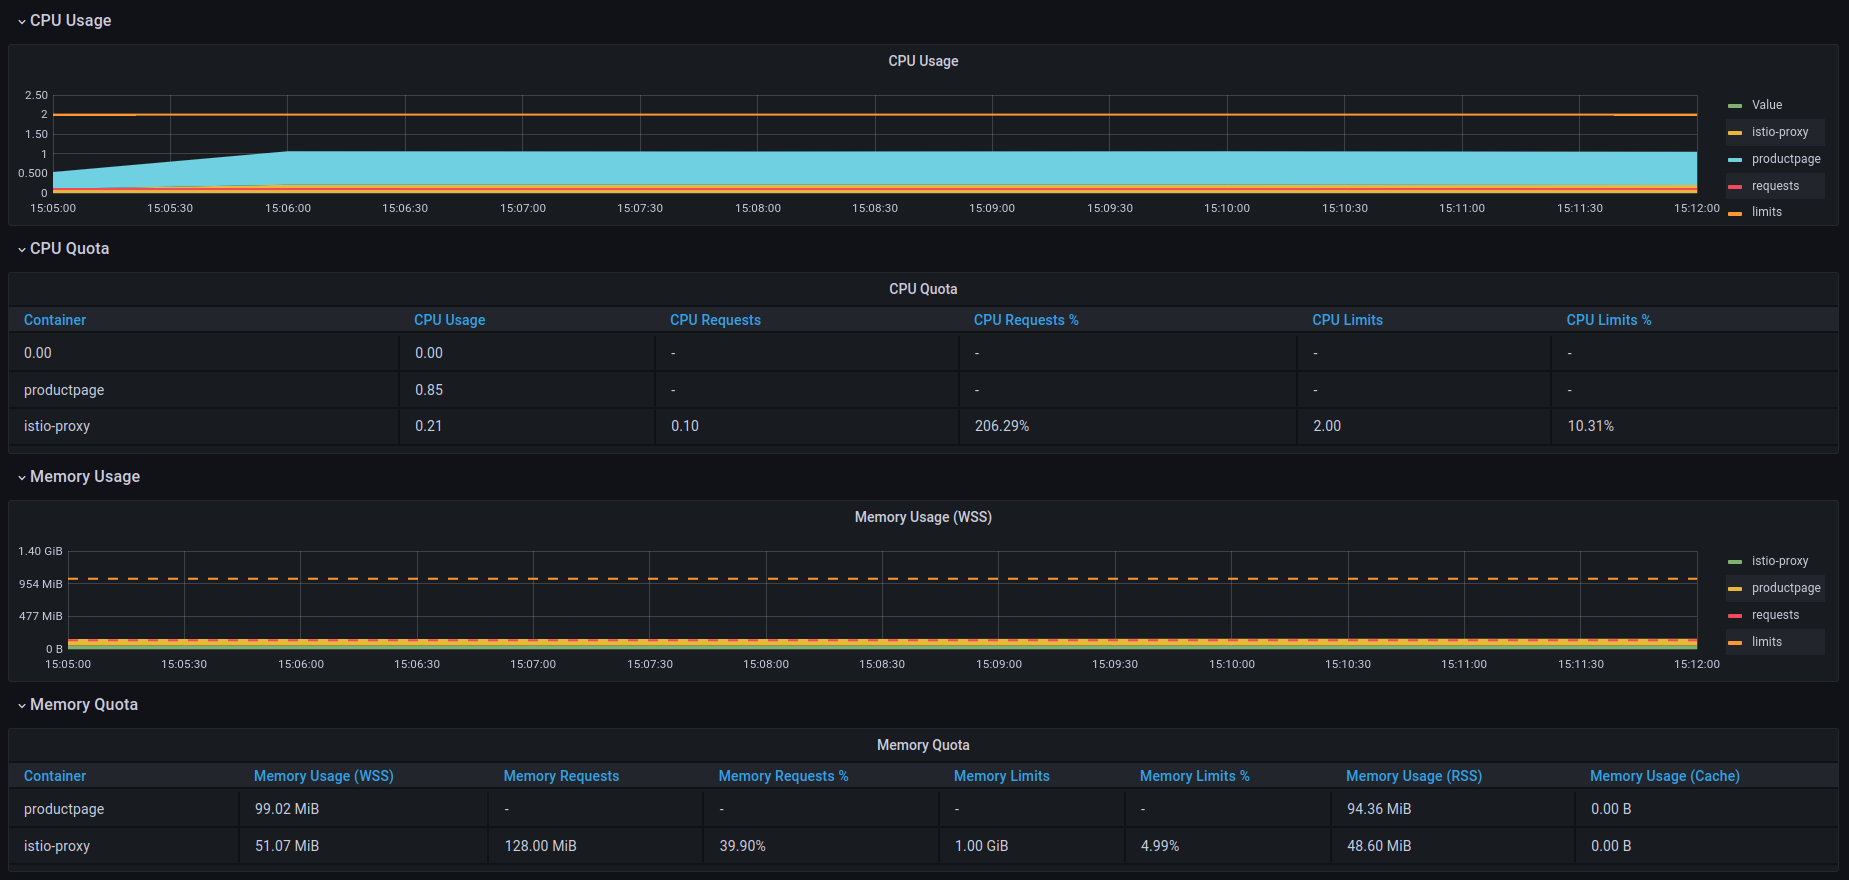 CPU Usage
CPU Usage
2.50
2
1.50
1
0.500
0
15:05:00 15:05:30 15:06:00 15:06:30 15:07:00 15:07:30 15:08:00 15:08:30 15:09:00 15:09:30 15:10:00 15:10:30 15:11:00 15:11:30 15:12:00
Value
istio-proxy
productpage
requests
limits
CPU Quota
CPU Quota
Container CPU Usage CPU Requests CPU Requests % CPU Limits CPU Limits %
0.00 0.00 - - - -
productpage 0.85 - - - -
istio-proxy 0.21 0.10 206.29% 2.00 10.31%
Memory Usage
Memory Usage (WSS)
1.40 GiB
954 MiB
477 MiB
0 B
15:05:00 15:05:30 15:06:00 15:06:30 15:07:00 15:07:30 15:08:00 15:08:30 15:09:00 15:09:30 15:10:00 15:10:30 15:11:00 15:11:30 15:12:00
istio-proxy
productpage
requests
limits
Memory Quota
Memory Quota
Container Memory Usage (WSS) Memory Requests Memory Requests % Memory Limits Memory Limits % Memory Usage (RSS) Memory Usage (Cache)
productpage 99.02 MiB - - - - 94.36 MiB 0.00 B
istio-proxy 51.07 MiB 128.00 MiB 39.90% 1.00 GiB 4.99% 48.60 MiB 0.00 B